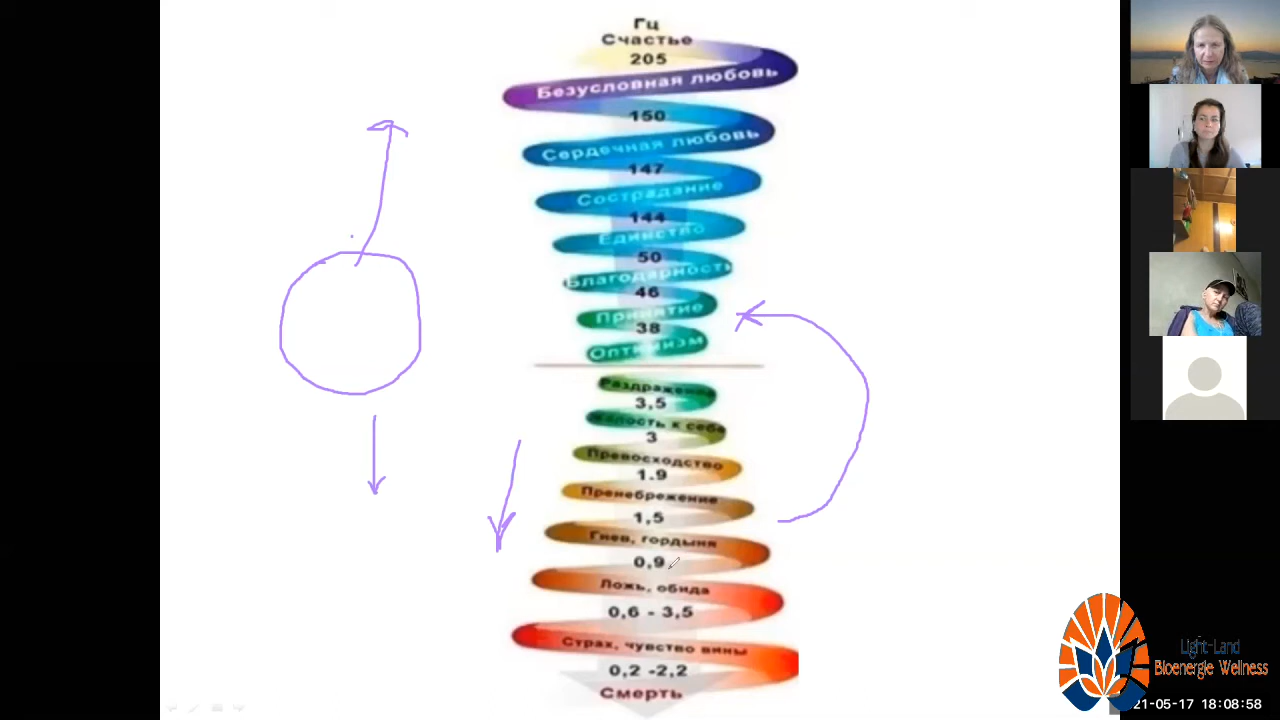 Гц
Счастье
205
Безусловная любовь
150
Сердечная любовь
147
Сострадание
144
Единство
50
Благодарность
46
Принятие
38
Оптимизм
Раздражение
3,5
Жалость к себе
3
Превосходство
1.9
Пренебрежение
1,5
Гнев, гордыня
0,9
Ложь, обида
0,6 - 3,5
Страх, чувство вины
0,2 -2,2
Смерть
Light-Land
Bioenergie Wellness
21-05-17 18:08:58